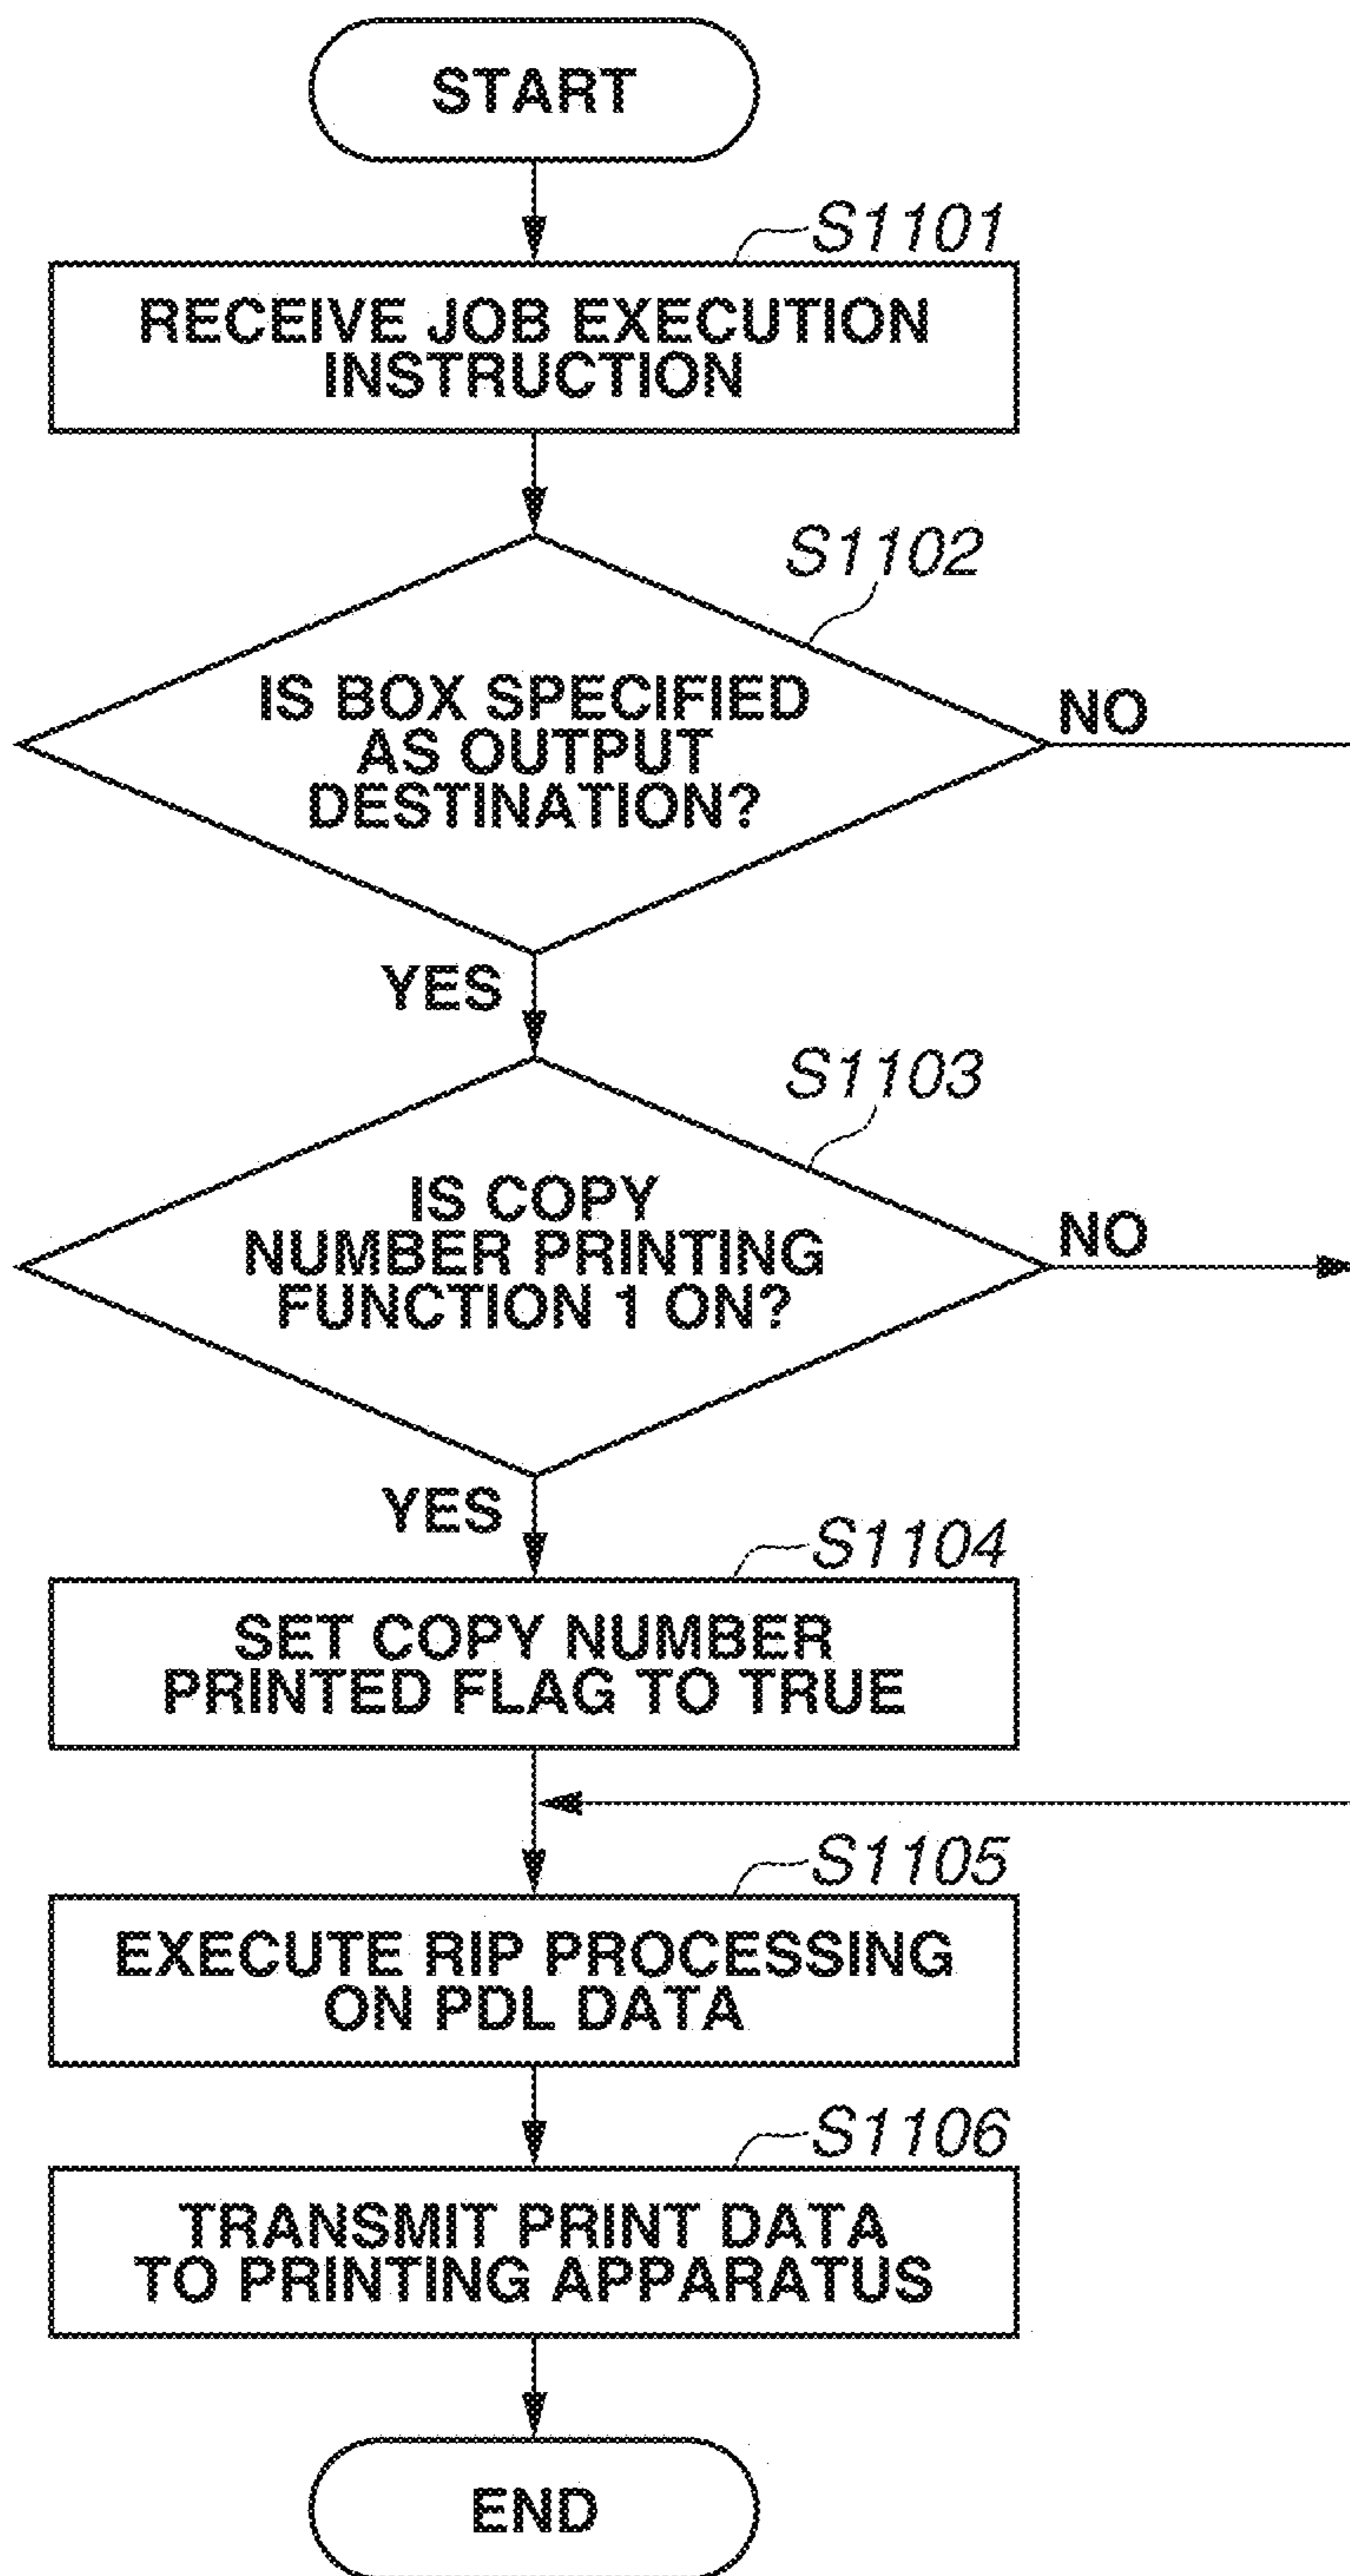 START
S1101
RECEIVE JOB EXECUTION
INSTRUCTION
S1102
IS BOX SPECIFIED
AS OUTPUT
DESTINATION?
NO
YES
S1103
IS COPY
NUMBER PRINTING
FUNCTION 1 ON?
NO
YES
S1104
SET COPY NUMBER
PRINTED FLAG TO TRUE
S1105
EXECUTE RIP PROCESSING
ON PDL DATA
S1106
TRANSMIT PRINT DATA
TO PRINTING APPARATUS
END